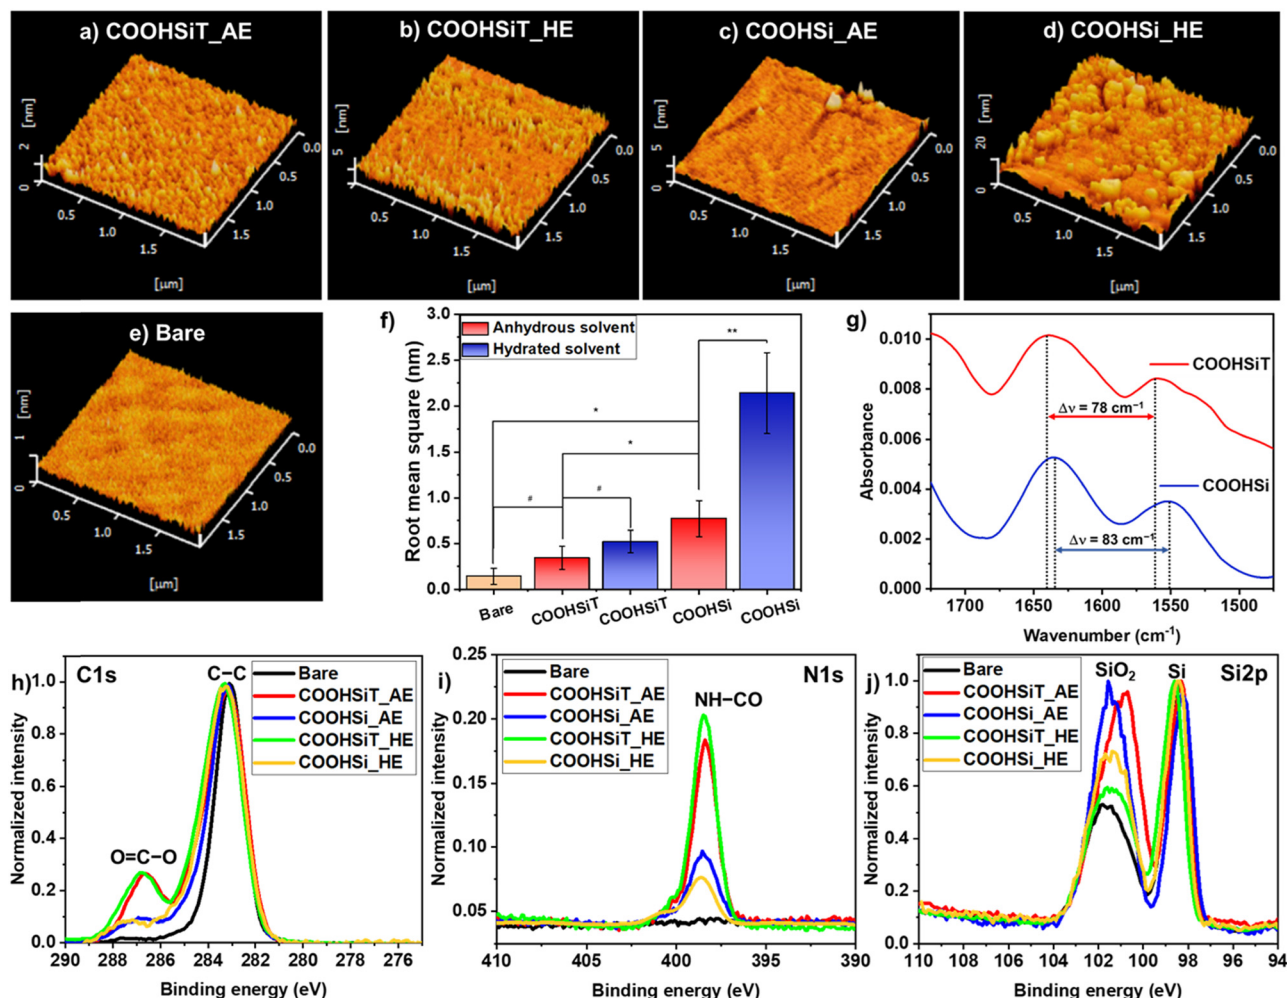 a) COOHSiT_AE
[nm]
2
0
0.5
1.0
1.5
[µm]
0.0
0.5
1.0
1.5
b) COOHSiT_HE
[nm]
5
0
0.5
1.0
1.5
[µm]
0.0
0.5
1.0
1.5
c) COOHSi_AE
[nm]
5
0
0.5
1.0
1.5
[µm]
0.0
0.5
1.0
1.5
d) COOHSi_HE
[nm]
20
0
0.5
1.0
1.5
[µm]
0.0
0.5
1.0
1.5
e) Bare
[nm]
1
0
0.5
1.0
1.5
[µm]
0.0
0.5
1.0
1.5
f)
Root mean square (nm)
3.0
2.5
2.0
1.5
1.0
0.5
0.0
Anhydrous solvent
Hydrated solvent
#
*
#
*
**
Bare
COOHSiT
COOHSiT
COOHSi
COOHSi
g)
Absorbance
0.010
0.008
0.006
0.004
0.002
0.000
COOHSiT
Δν = 78 cm⁻¹
COOHSi
Δν = 83 cm⁻¹
1700 1650 1600 1550 1500
Wavenumber (cm⁻¹)
h)
C1s
C–C
O=C–O
Bare
COOHSiT_AE
COOHSi_AE
COOHSiT_HE
COOHSi_HE
Normalized intensity
1.0
0.8
0.6
0.4
0.2
0.0
290 288 286 284 282 280 278 276
Binding energy (eV)
i)
N1s
NH–CO
Bare
COOHSiT_AE
COOHSi_AE
COOHSiT_HE
COOHSi_HE
Normalized intensity
0.25
0.20
0.15
0.10
0.05
410 405 400 395 390
Binding energy (eV)
j)
SiO₂
Si
Si2p
Bare
COOHSiT_AE
COOHSi_AE
COOHSiT_HE
COOHSi_HE
Normalized intensity
1.0
0.8
0.6
0.4
0.2
0.0
110 108 106 104 102 100 98 96 94
Binding energy (eV)